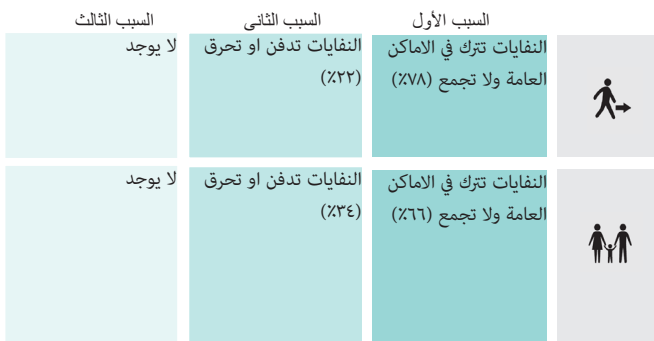 السبب الأول السبب الثاني السبب الثالث
النفايات تترك في الاماكن
العامة ولا تجمع (٧٨٪)
النفايات تدفن او تحرق
(٢٢٪)
لا يوجد
النفايات تترك في الاماكن
العامة ولا تجمع (٦٦٪)
النفايات تدفن او تحرق
(٣٤٪)
لا يوجد